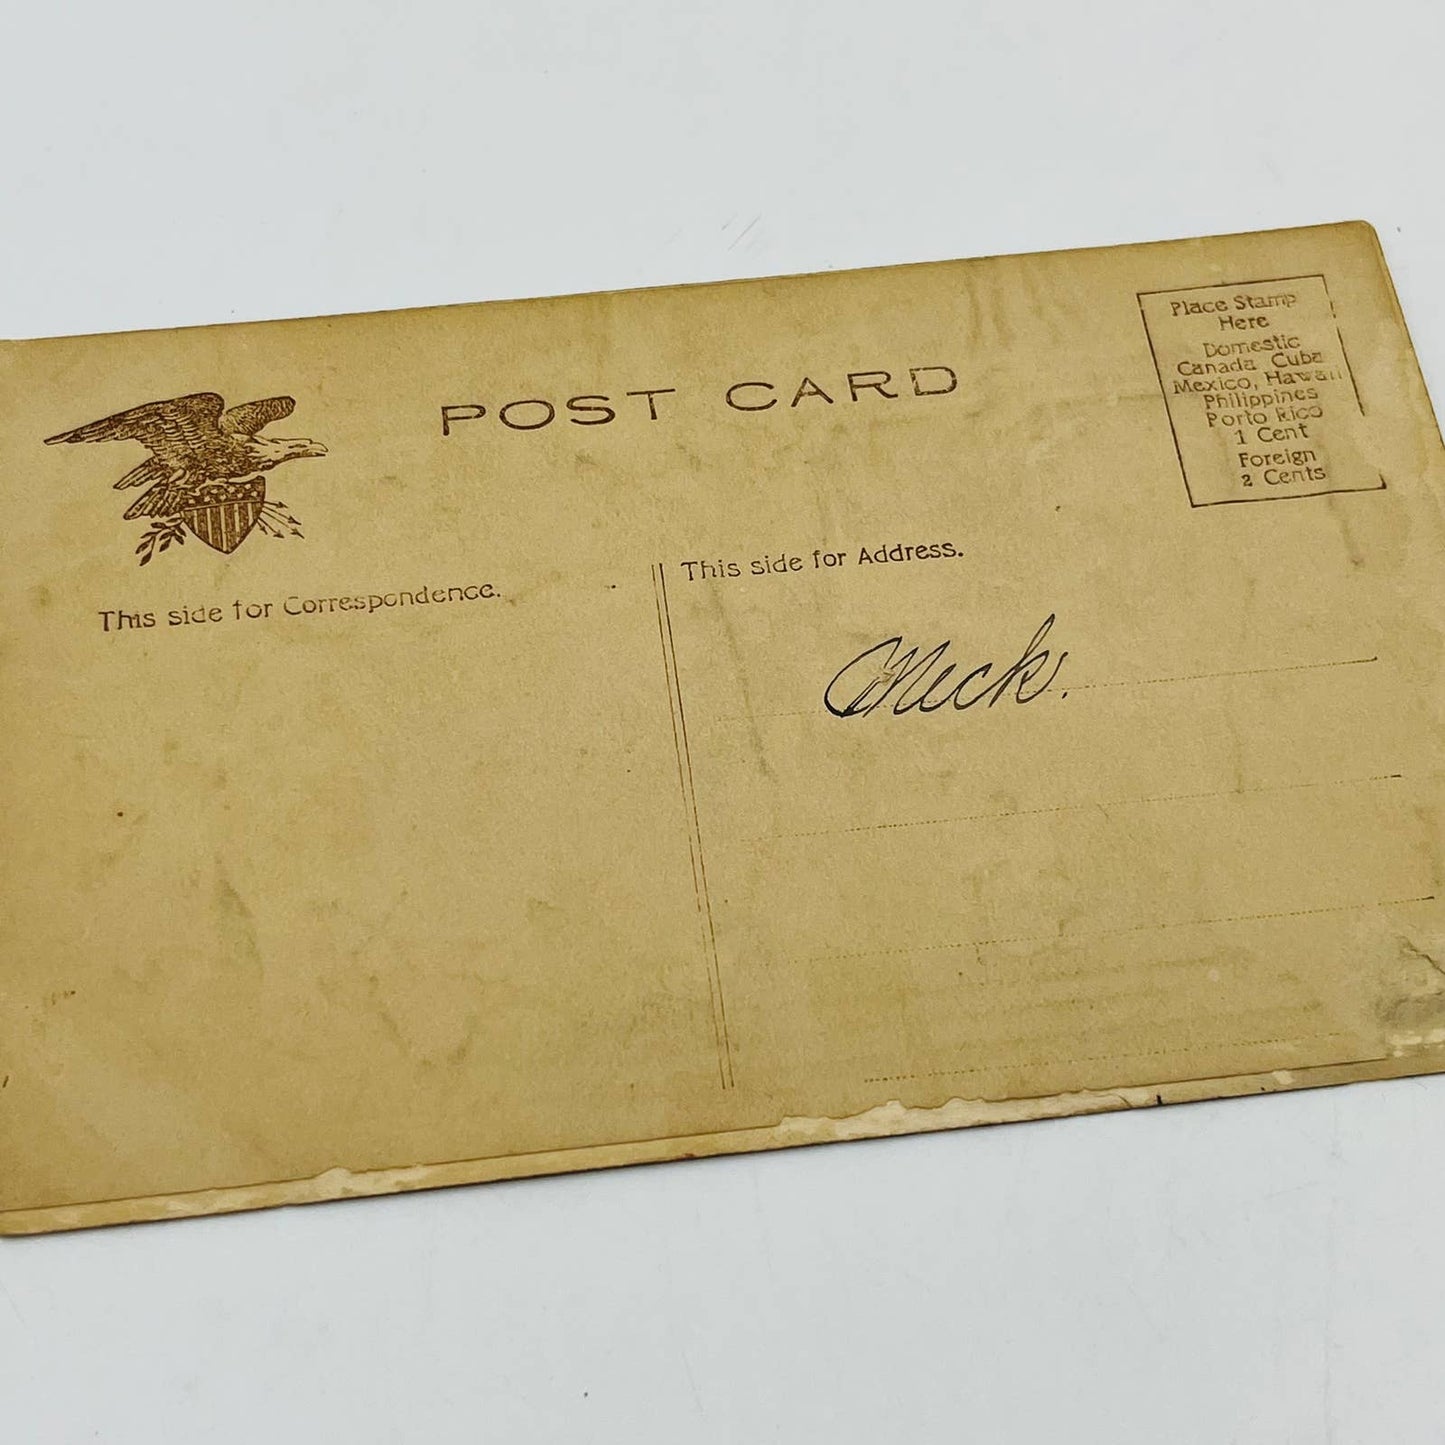 POST CARD
Place Stamp
Here
Domestic
Canada Cuba
Mexico, Hawaii
Philippines
Porto Rico
1 Cent
Foreign
2 Cents
This side for Correspondence.
This side for Address.
Meck.